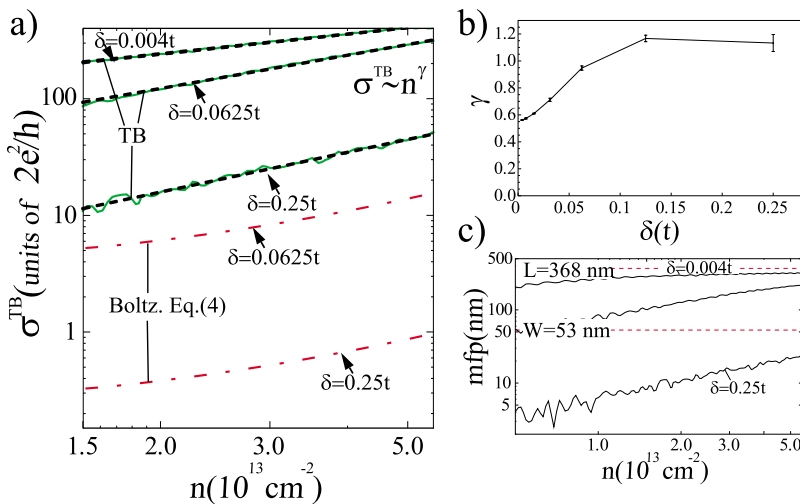 a)
σ^TB (units of 2e²/h)
100
10
1
δ=0.004t
σ^TB~n^γ
TB
δ=0.0625t
δ=0.25t
δ=0.0625t
Boltz. Eq.(4)
δ=0.25t
1.5 2.0 3.0 5.0
n(10^13 cm^-2)
b)
γ
1.2
1.0
0.8
0.6
0.4
0.2
0.0
0.00 0.05 0.10 0.15 0.20 0.25
δ(t)
c)
mfp(nm)
500
100
50
10
5
L=368 nm
δ=0.004t
W=53 nm
δ=0.25t
1.0 2.0 3.0 5.0
n(10^13 cm^-2)